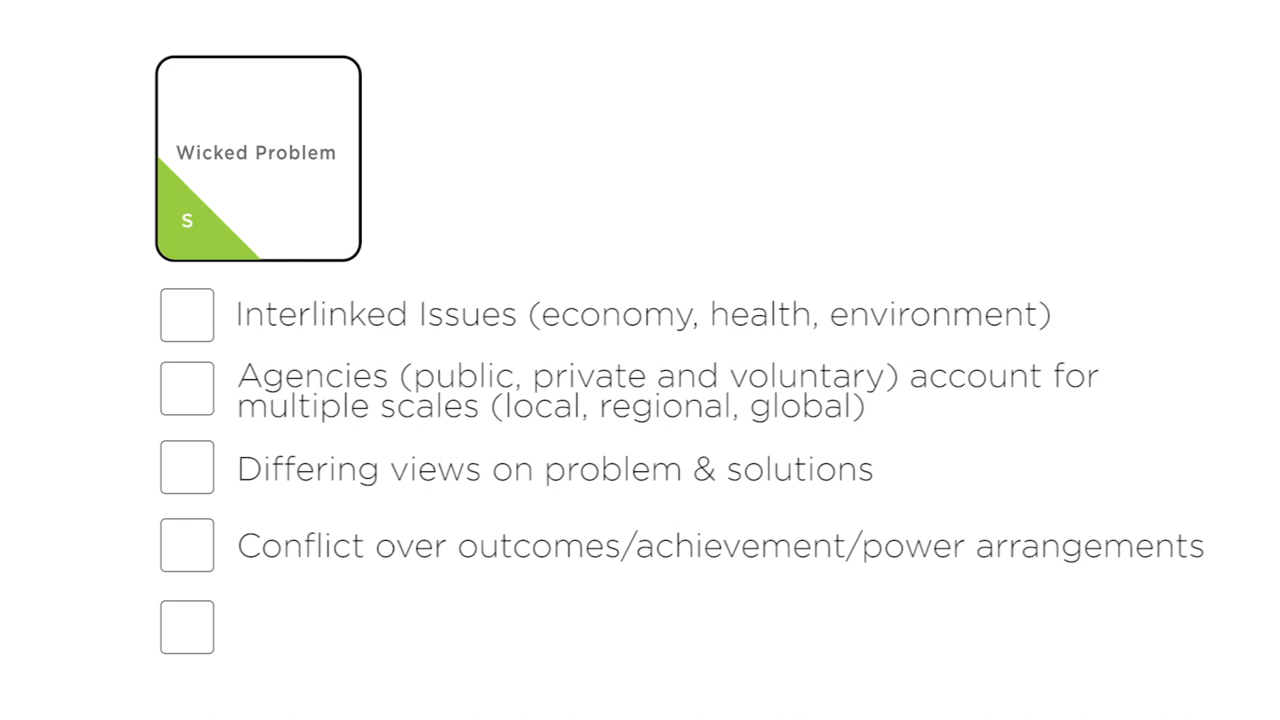 Wicked Problem
S
Interlinked Issues (economy, health, environment)
Agencies (public, private and voluntary) account for
multiple scales (local, regional, global)
Differing views on problem & solutions
Conflict over outcomes/achievement/power arrangements